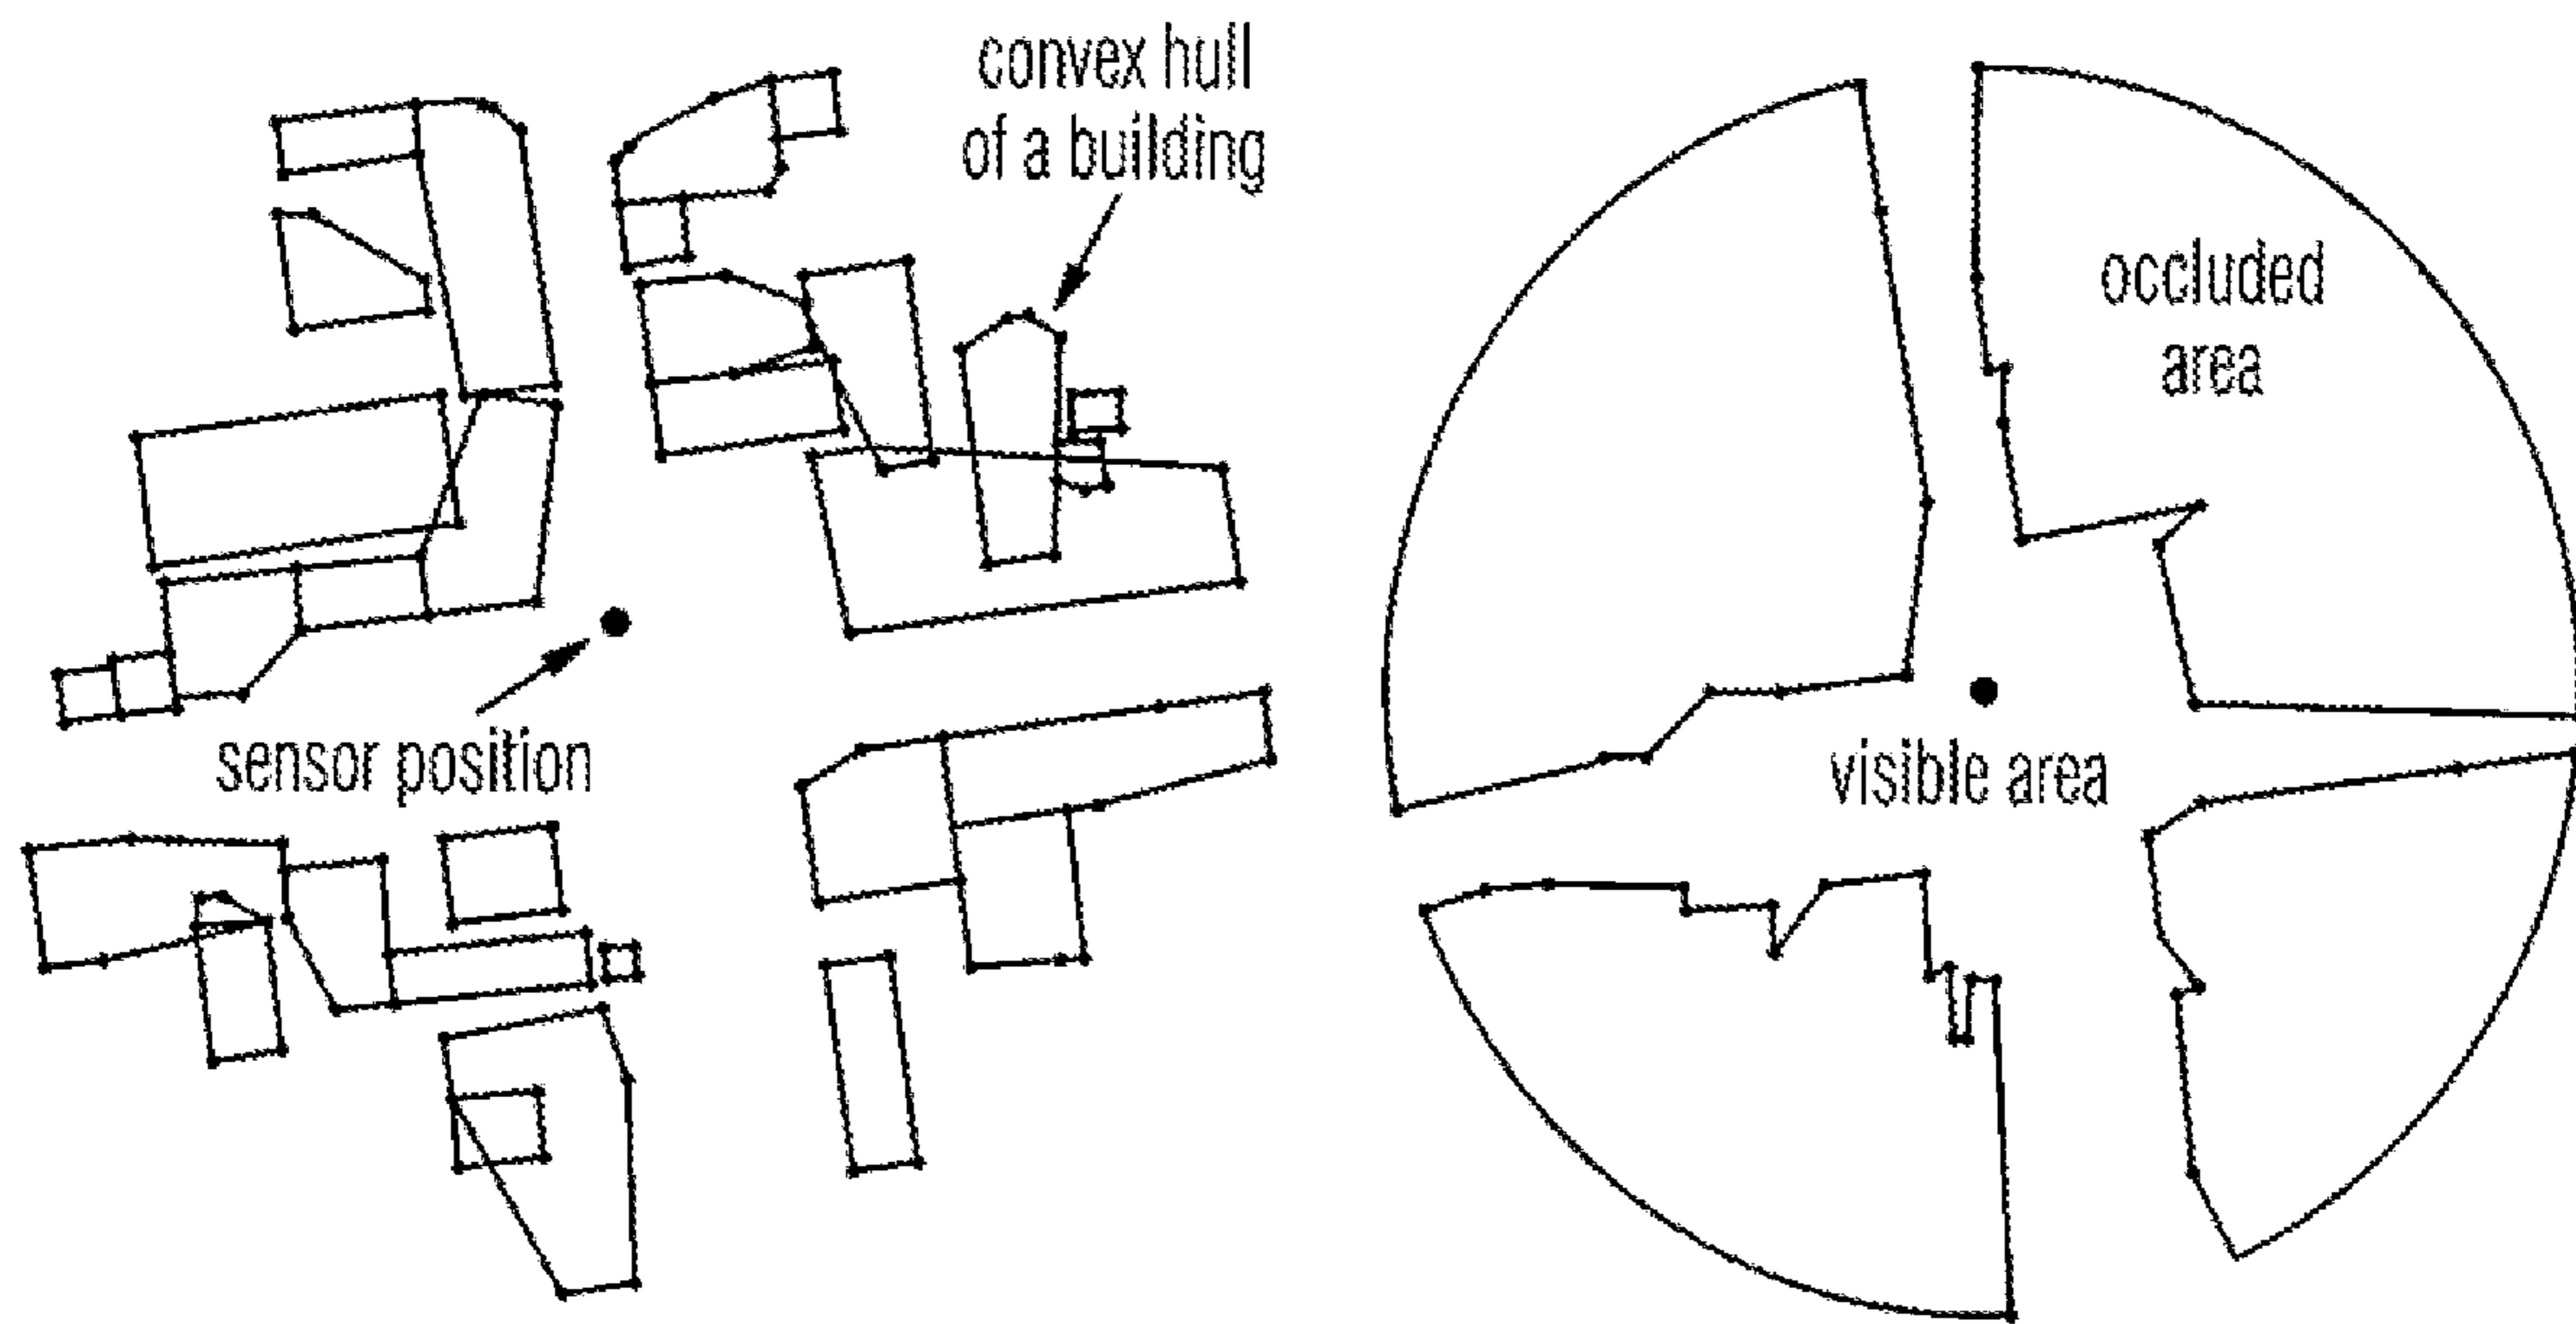 convex hull
of a building
occluded
area
sensor position
visible area